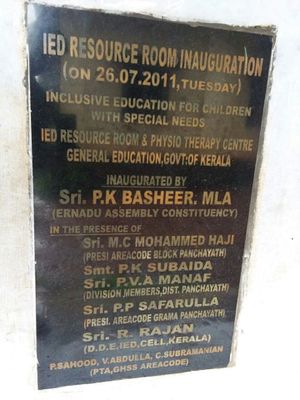 IED RESOURCE ROOM INAUGURATION
(ON 26.07.2011,TUESDAY)
INCLUSIVE EDUCATION FOR CHILDREN
WITH SPECIAL NEEDS
IED RESOURCE ROOM & PHYSIO THERAPY CENTRE
GENERAL EDUCATION, GOVT:OF KERALA
INAUGURATED BY
Sri. P.K BASHEER. MLA
(ERNADU ASSEMBLY CONSTITUENCY)
IN THE PRESENCE OF
Sri. M.C MOHAMMED HAJI
(PRESI AREACODE BLOCK PANCHAYATH)
Smt. P.K SUBAIDA
Sri. P.V.A MANAF
(DIVISION MEMBERS, DIST. PANCHAYATH)
Sri. P.P SAFARULLA
(PRESI. AREACODE GRAMA PANCHAYATH)
Sri. R. RAJAN
(D.D.E, IED, CELL, KERALA)
P.SAHOOD, V.ABDULLA, C.SUBRAMANIAN
(PTA, GHSS AREACODE)